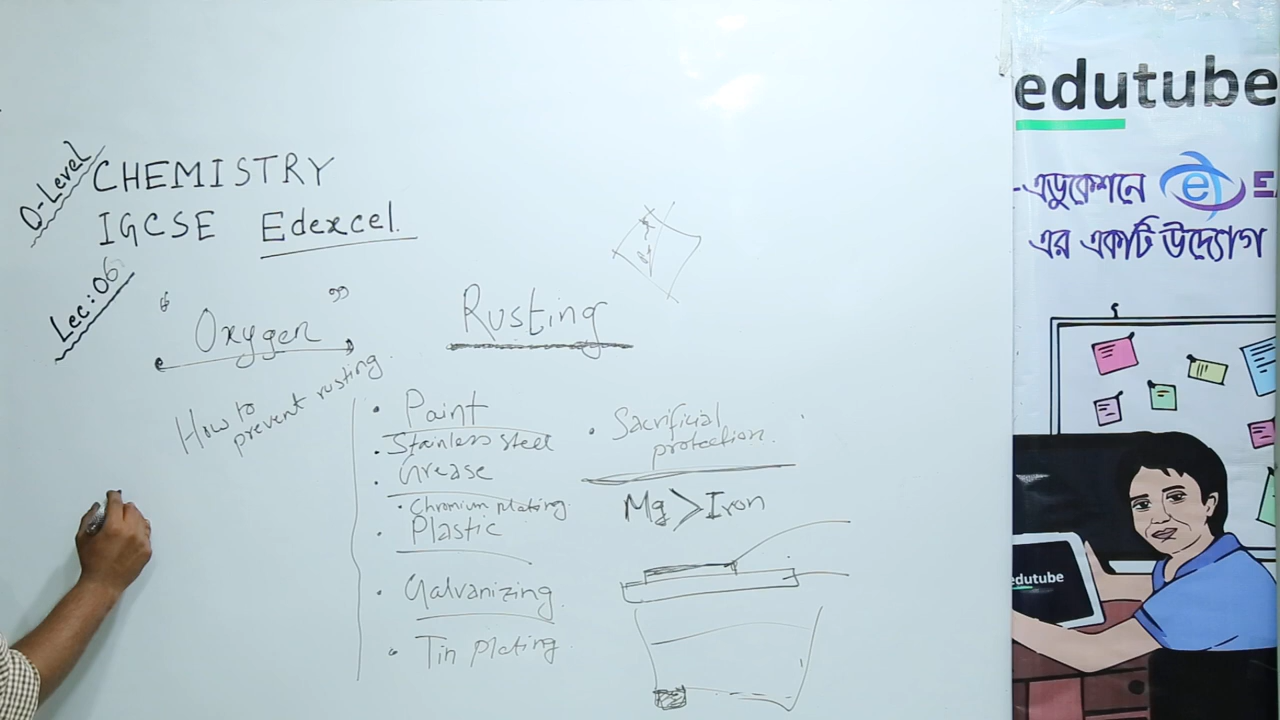 O-Level
CHEMISTRY
IGCSE Edexcel.
Lec: 06
“Oxygen”
Rusting
How to
prevent rusting
• Paint
• Stainless steel
• Grease
• Chromium plating
• Plastic
• Galvanizing
• Tin plating
• Sacrificial
protection.
Mg > Iron
edutube
-এডুকেশনে
এর একটি উদ্যোগ
edutube